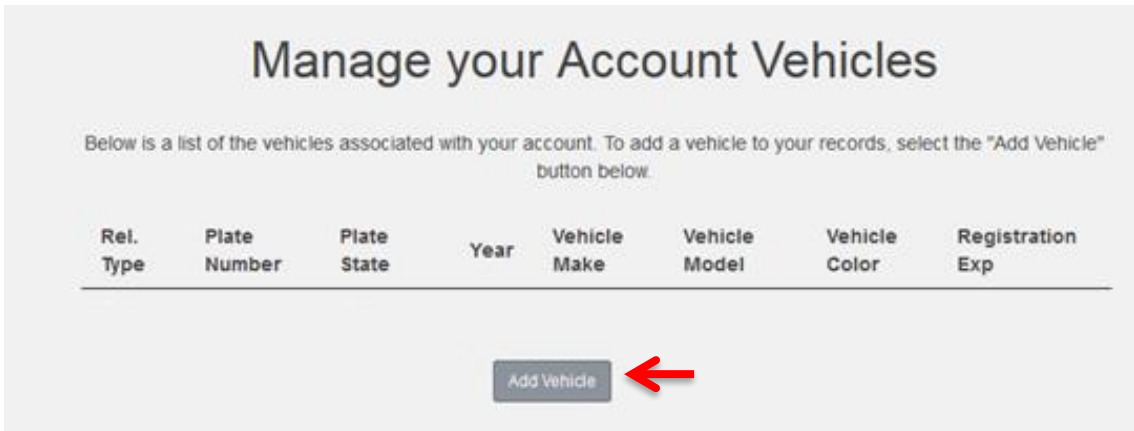 Manage your Account Vehicles
Below is a list of the vehicles associated with your account. To add a vehicle to your records, select the "Add Vehicle"
button below.
Rel. Type Plate Number Plate State Year Vehicle Make Vehicle Model Vehicle Color Registration Exp
Add Vehicle